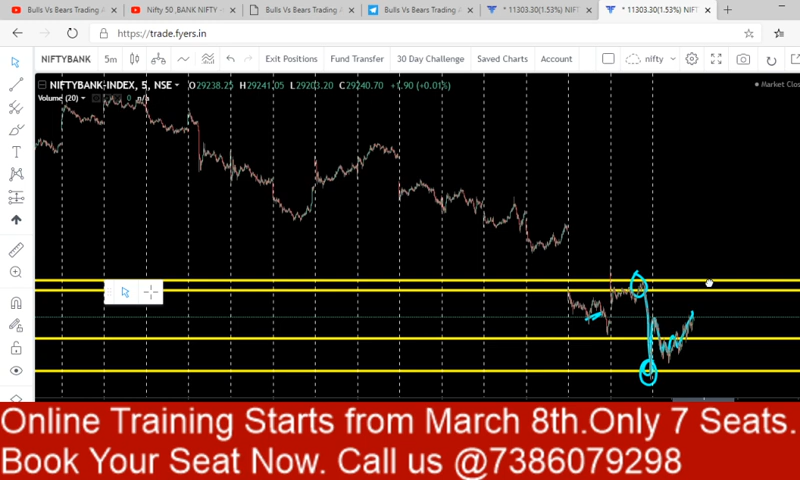 Bulls Vs Bears Trading A
Nifty 50 ,BANK NIFTY -
Bulls Vs Bears Trading A
Bulls Vs Bears Trading A
* 11303.30(1.53%) NIFT
* 11303.30(1.53%) NIFT
https://trade.fyers.in
NIFTYBANK 5m Exit Positions Fund Transfer 30 Day Challenge Saved Charts Account nifty
NIFTYBANK-INDEX, 5, NSE O29238.25 H29241.05 L29203.20 C29240.70 +1.90 (+0.01%)
Market Clos
Volume (20) 0 n/a
Online Training Starts from March 8th.Only 7 Seats.
Book Your Seat Now. Call us @7386079298